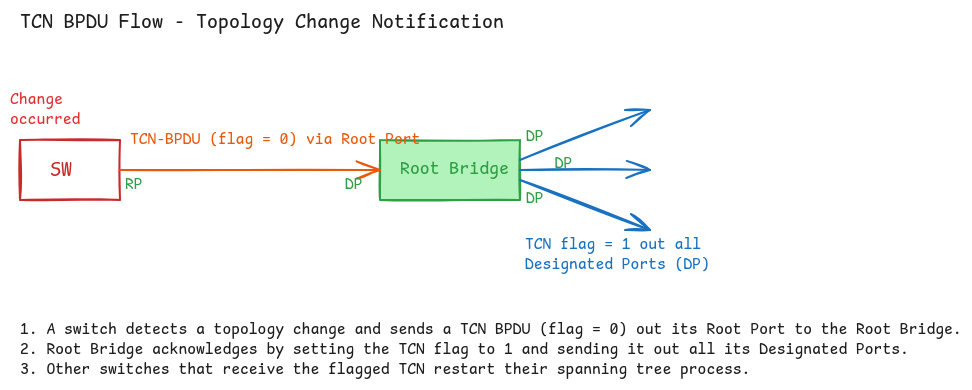 TCN BPDU Flow - Topology Change Notification
Change
occurred
TCN-BPDU (flag = 0) via Root Port
DP
SW
Root Bridge
DP
RP
DP
DP
TCN flag = 1 out all
Designated Ports (DP)
1. A switch detects a topology change and sends a TCN BPDU (flag = 0) out its Root Port to the Root Bridge.
2. Root Bridge acknowledges by setting the TCN flag to 1 and sending it out all its Designated Ports.
3. Other switches that receive the flagged TCN restart their spanning tree process.